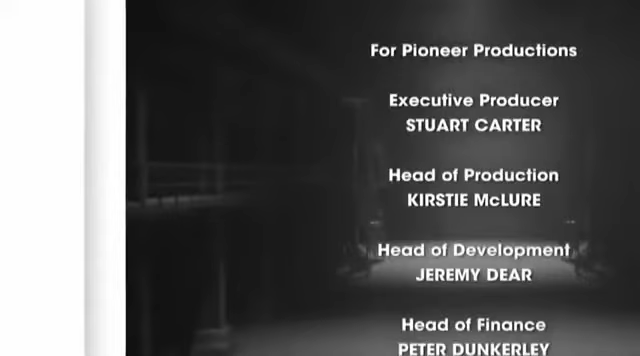 For Pioneer Productions
Executive Producer
STUART CARTER
Head of Production
KIRSTIE McLURE
Head of Development
JEREMY DEAR
Head of Finance
PETER DUNKERLEY